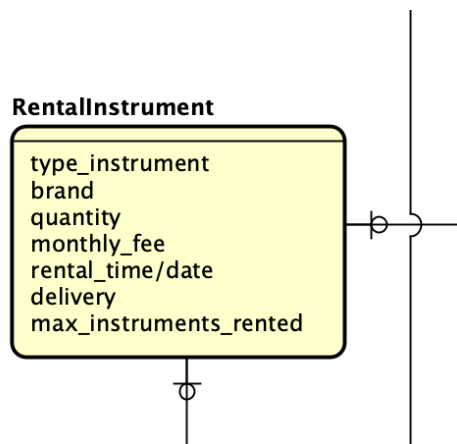 RentalInstrument
type_instrument
brand
quantity
monthly_fee
rental_time/date
delivery
max_instruments_rented